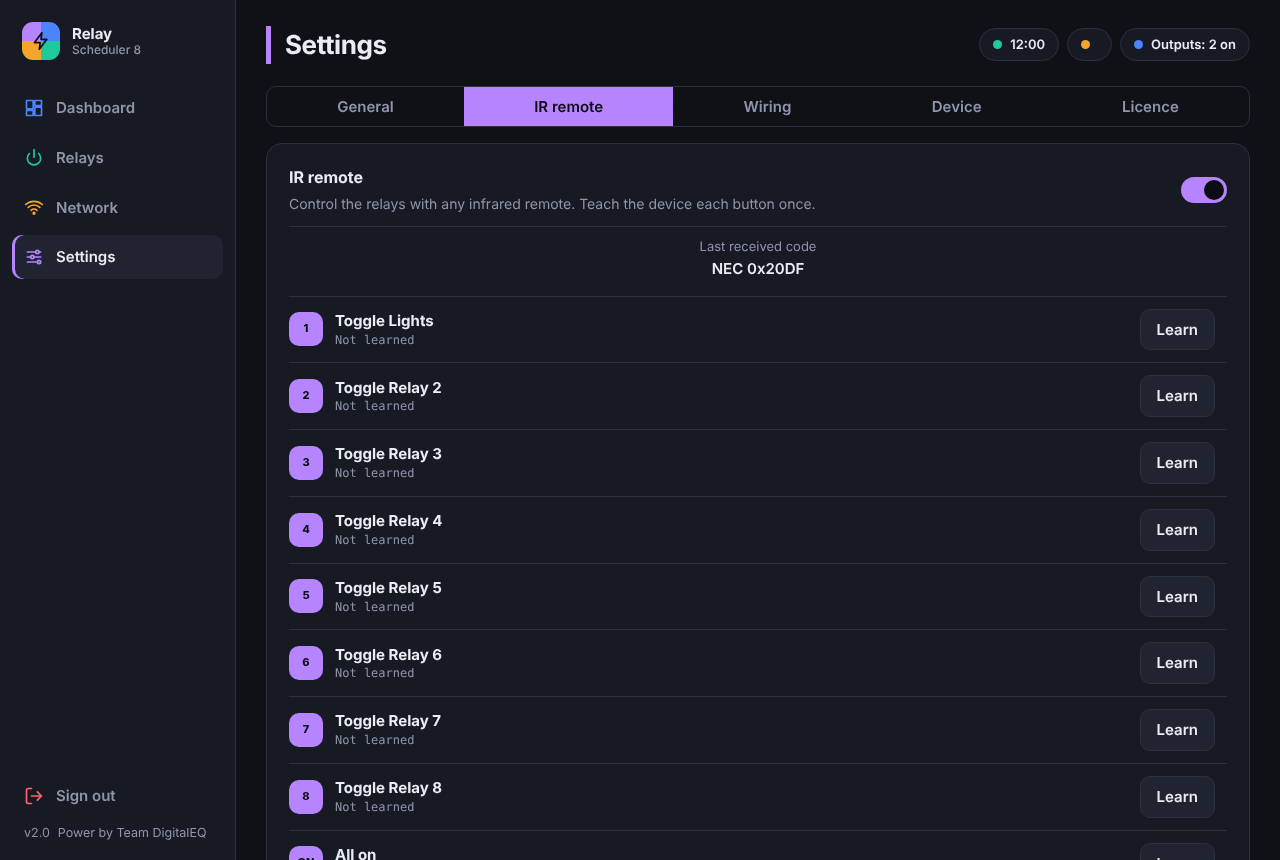 Relay
Scheduler 8
Dashboard
Relays
Network
Settings
Sign out
v2.0 Power by Team DigitalEQ
Settings
12:00
Outputs: 2 on
General
IR remote
Wiring
Device
Licence
IR remote
Control the relays with any infrared remote. Teach the device each button once.
Last received code
NEC 0x20DF
1
Toggle Lights
Not learned
Learn
2
Toggle Relay 2
Not learned
Learn
3
Toggle Relay 3
Not learned
Learn
4
Toggle Relay 4
Not learned
Learn
5
Toggle Relay 5
Not learned
Learn
6
Toggle Relay 6
Not learned
Learn
7
Toggle Relay 7
Not learned
Learn
8
Toggle Relay 8
Not learned
Learn
All on